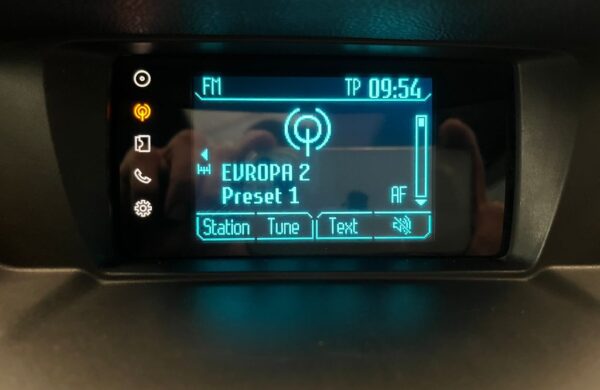 FM TP 09:54
EVROPA 2
Preset 1 AF
Station Tune Text